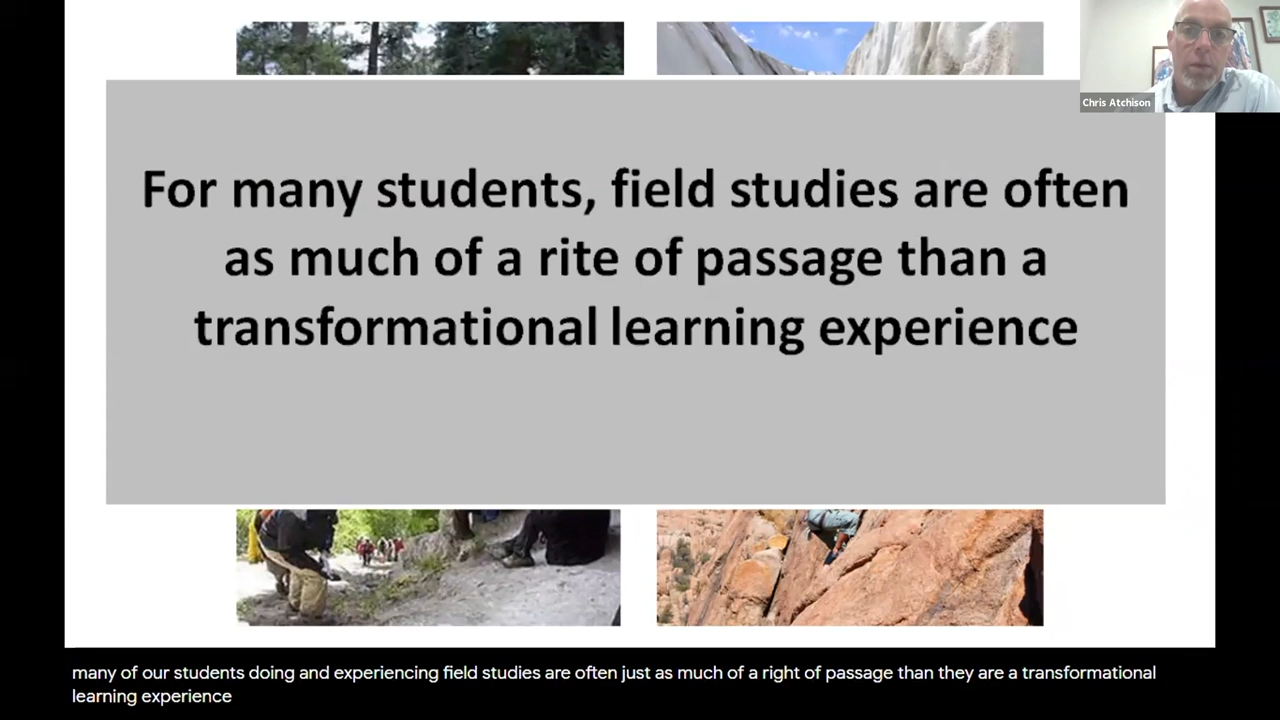 Chris Atchison
For many students, field studies are often
as much of a rite of passage than a
transformational learning experience
many of our students doing and experiencing field studies are often just as much of a right of passage than they are a transformational
learning experience